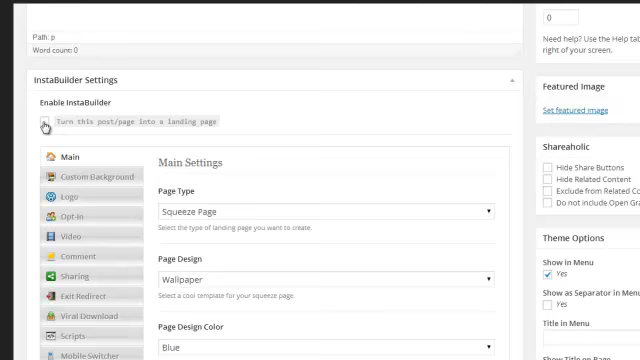 Path: p
Word count: 0
InstaBuilder Settings
Enable InstaBuilder
Turn this post/page into a landing page
Main
Custom Background
Logo
Opt-In
Video
Comment
Sharing
Exit Redirect
Viral Download
Scripts
Mobile Switcher
Main Settings
Page Type
Squeeze Page
Select the type of landing page you want to create.
Page Design
Wallpaper
Select a cool template for your squeeze page.
Page Design Color
Blue
0
Need help? Use the Help tab
right of your screen.
Featured Image
Set featured image
Shareaholic
Hide Share Buttons
Hide Related Content
Exclude from Related Co
Do not include Open Gra
Theme Options
Show in Menu
Yes
Show as Separator in Menu
Yes
Title in Menu
Show Title on Page